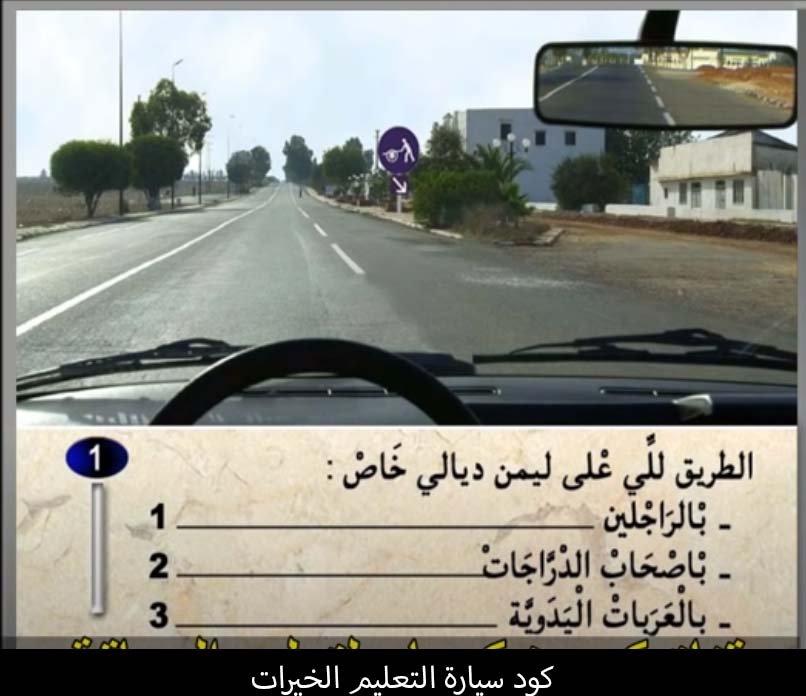 1
الطريق للِّي عْلى ليمن ديالي خَاصْ :
ـ بْالرَاجْلين 1
ـ بْاصْحَابْ الدْرَّاجَاتْ 2
ـ بالْعَرَباتْ الْيَدَويَّة 3
كود سيارة التعليم الخيرات